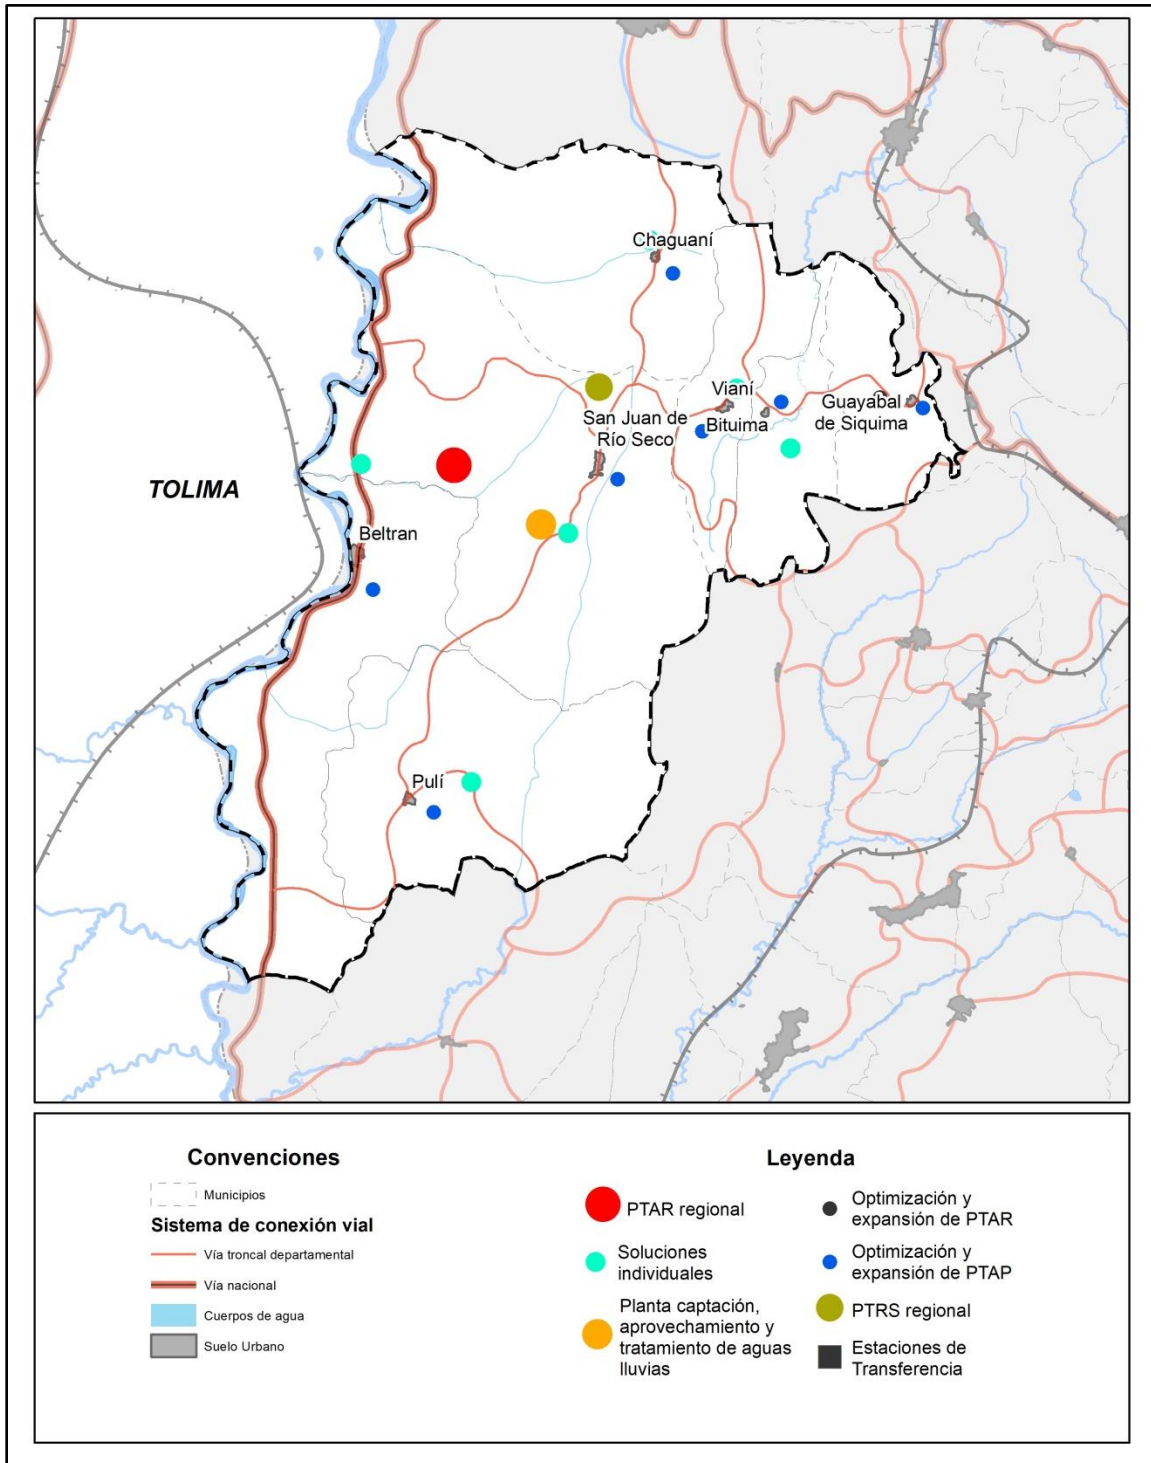 Chaguaní
Vianí
San Juan de
Río Seco
Bituima
Guayabal
de Siquima
TOLIMA
Beltran
Pulí
Convenciones
Municipios
Sistema de conexión vial
Vía troncal departamental
Vía nacional
Cuerpos de agua
Suelo Urbano
Leyenda
PTAR regional
Soluciones
individuales
Planta captación,
aprovechamiento y
tratamiento de aguas
lluvias
Optimización y
expansión de PTAR
Optimización y
expansión de PTAP
PTRS regional
Estaciones de
Transferencia